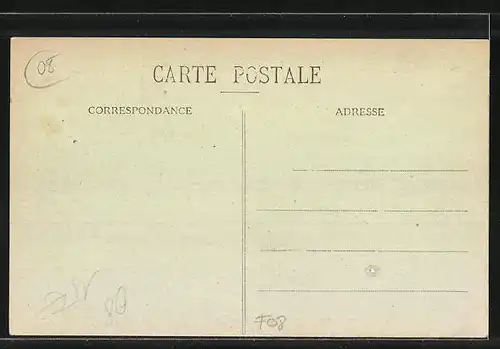 08
CARTE POSTALE
CORRESPONDANCE
ADRESSE
F08